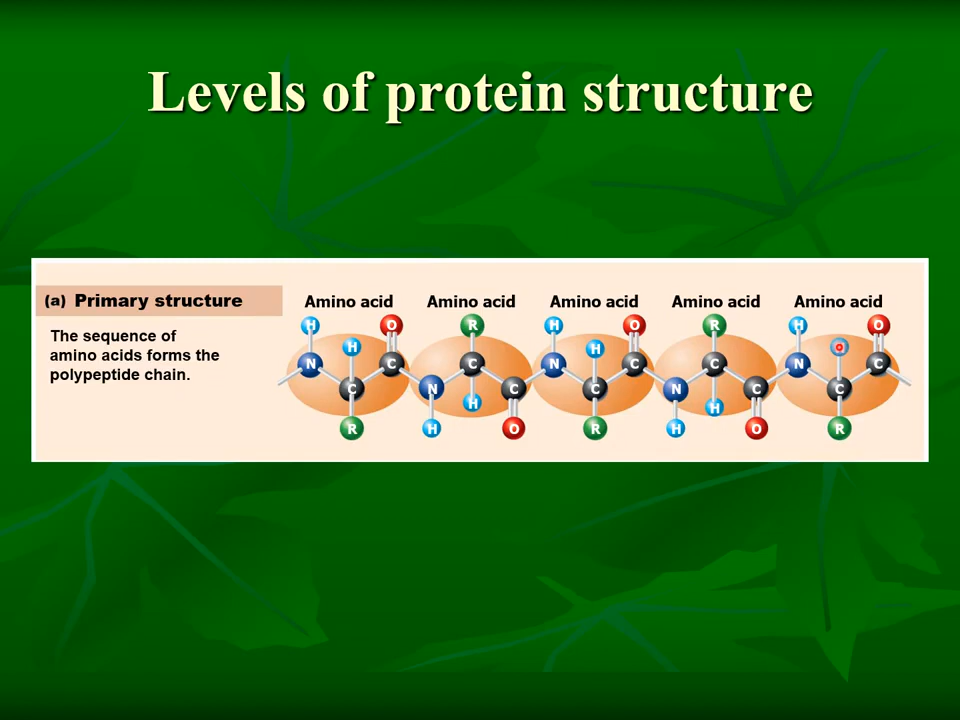 Levels of protein structure
(a) Primary structure
The sequence of
amino acids forms the
polypeptide chain.
Amino acid Amino acid Amino acid Amino acid Amino acid
H O R H O R H O
H H
N C C N C C N C
C N C C N C C
H H
R H O R H O R